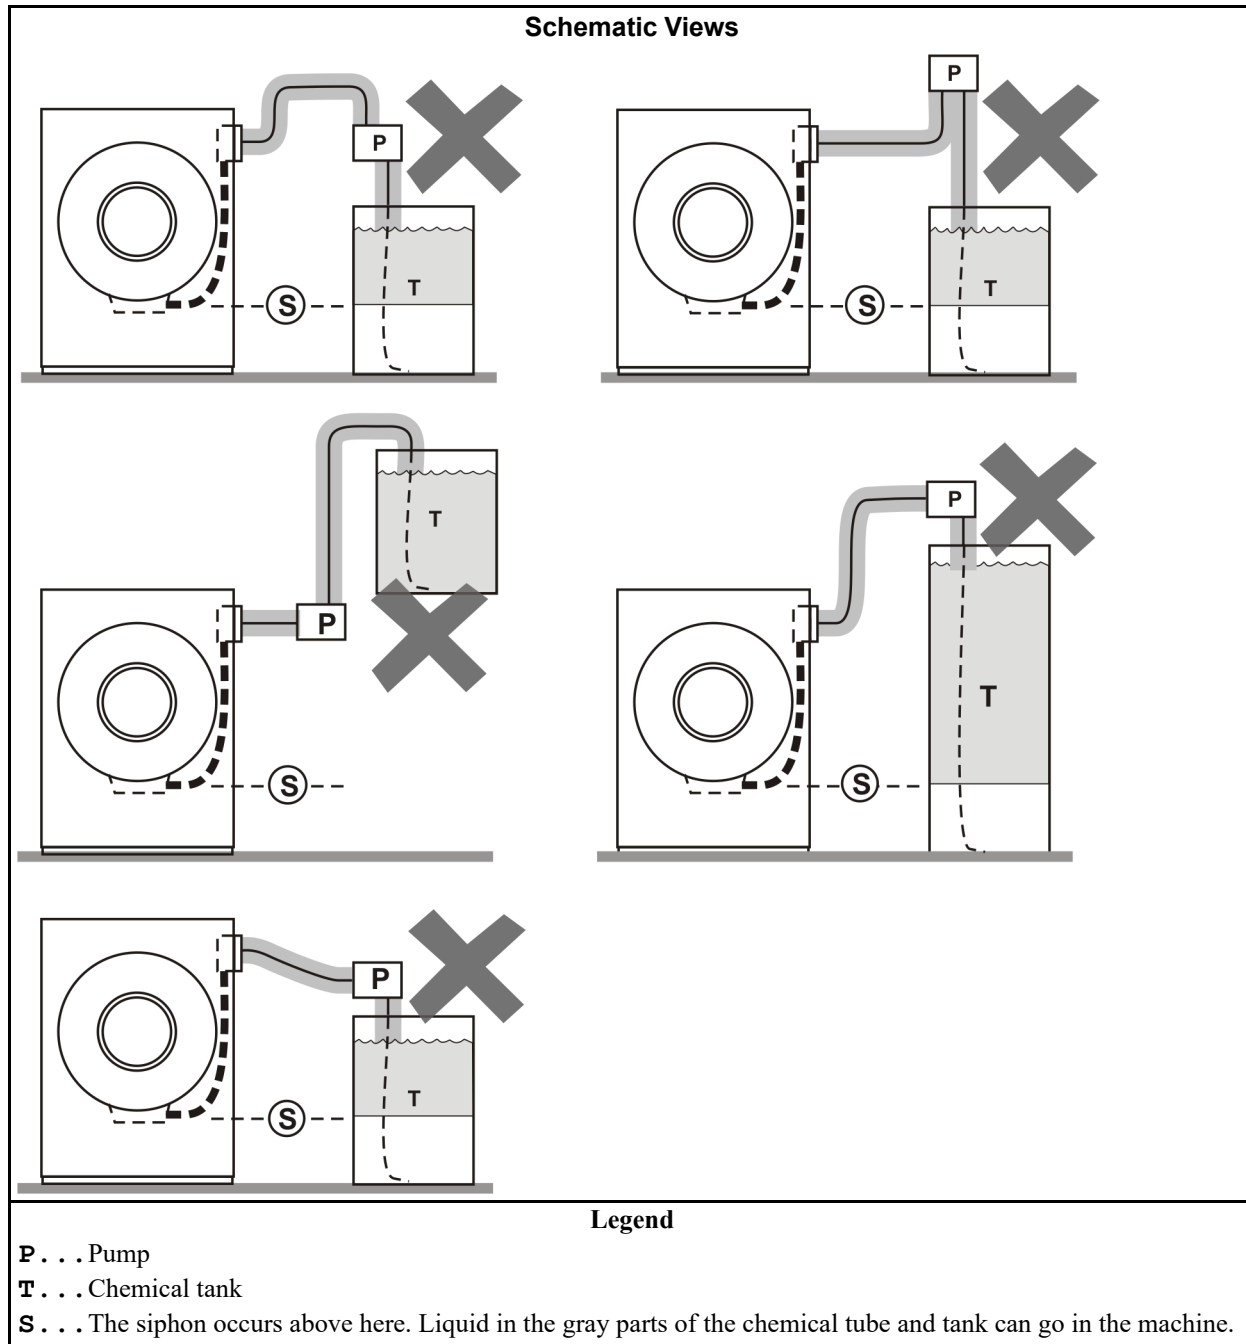 Schematic Views
P
T
S
P
T
S
T
P
S
P
T
S
P
T
S
Legend
P...Pump
T...Chemical tank
S...The siphon occurs above here. Liquid in the gray parts of the chemical tube and tank can go in the machine.